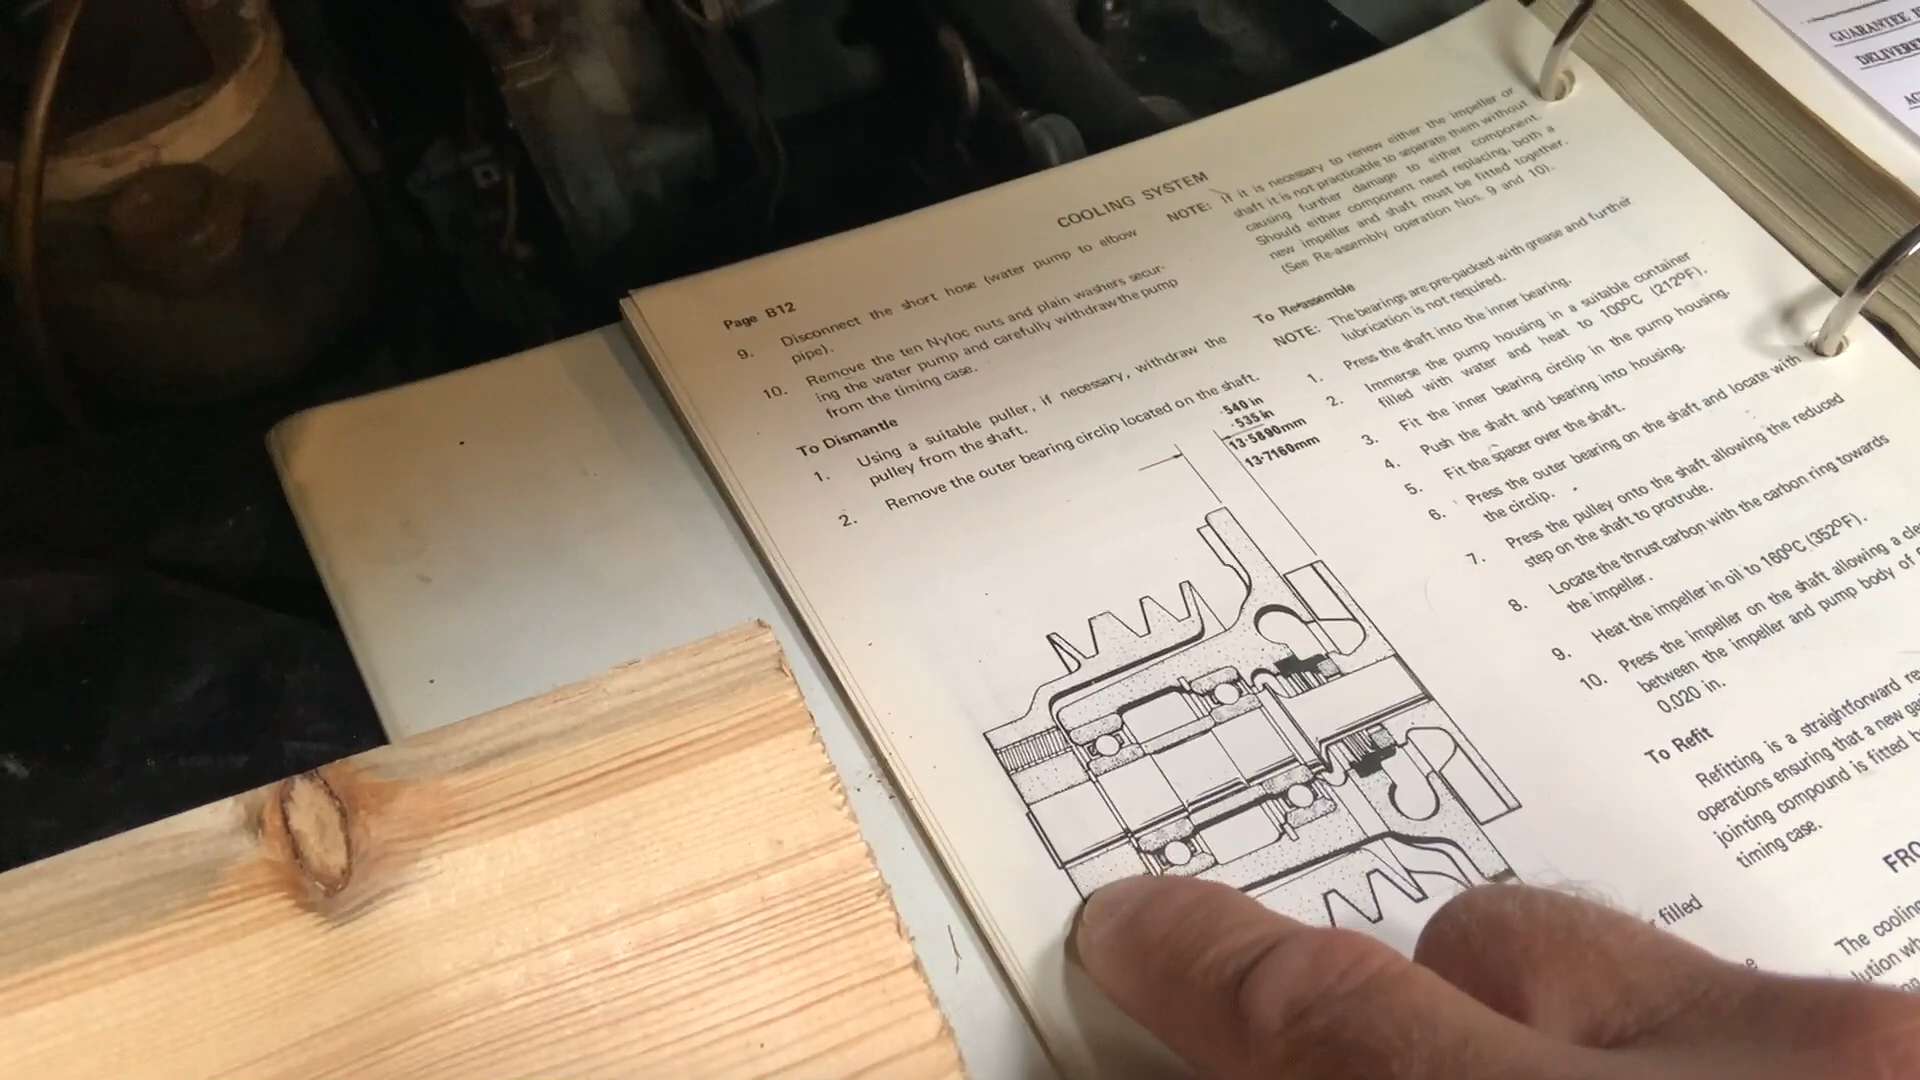 COOLING SYSTEM
Page B12
9. Disconnect the short hose (water pump to elbow
pipe).
10. Remove the ten Nyloc nuts and plain washers secur-
ing the water pump and carefully withdraw the pump
from the timing case.
To Dismantle
1. Using a suitable puller, if necessary, withdraw the
pulley from the shaft.
2. Remove the outer bearing circlip located on the shaft.
.540 in
.535 in
13·5890mm
13·7160mm
NOTE: If it is necessary to renew either the impeller or
shaft it is not practicable to separate them without
causing further damage to either component.
Should either component need replacing, both a
new impeller and shaft must be fitted together.
(See Re-assembly operation Nos. 9 and 10).
To Re-assemble
NOTE: The bearings are pre-packed with grease and further
lubrication is not required.
1. Press the shaft into the inner bearing.
2. Immerse the pump housing in a suitable container
filled with water and heat to 100ºC (212ºF).
3. Fit the inner bearing circlip in the pump housing.
4. Push the shaft and bearing into housing.
5. Fit the spacer over the shaft.
6. Press the outer bearing on the shaft and locate with
the circlip.
7. Press the pulley onto the shaft allowing the reduced
step on the shaft to protrude.
8. Locate the thrust carbon with the carbon ring towards
the impeller.
9. Heat the impeller in oil to 160ºC (352ºF).
10. Press the impeller on the shaft allowing a
between the impeller and pump body of
0.020 in.
To Refit
Refitting is a straightforward
operations ensuring that a new
jointing compound is fitted
timing case.
filled
The
GUARANTEE